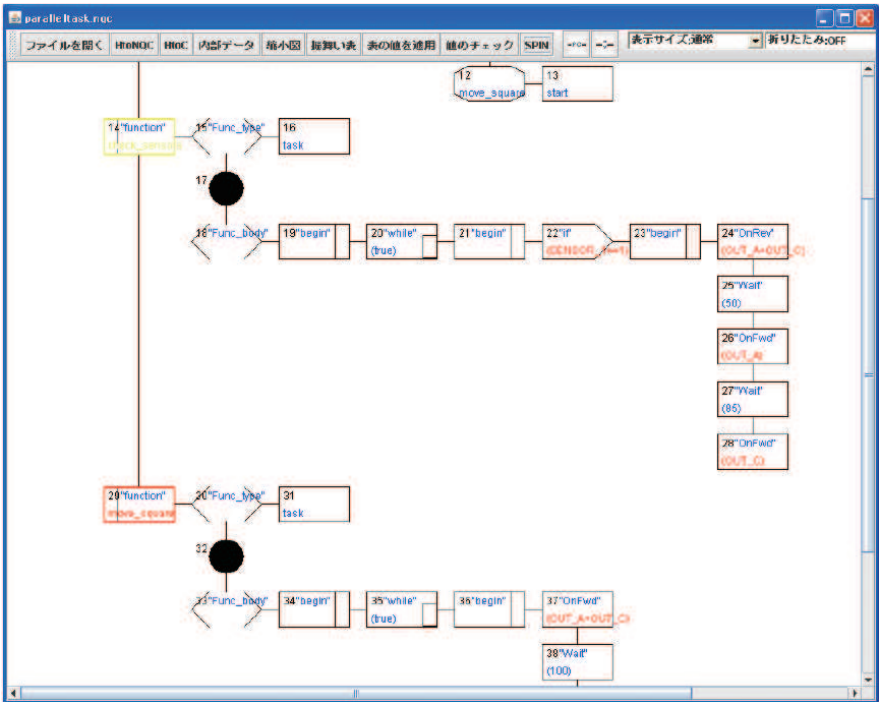 paralleltask.nqc
ファイルを開く HtoNQC HtoC 内部データ 縮小図 振舞い表 表の値を適用 値のチェック SPIN 表示サイズ:通常 折りたたみ:OFF
12
move_square
13
start
14"function"
check_sensors
15"Func_type"
16
task
17
18"Func_body"
19"begin"
20"while"
(true)
21"begin"
22"if"
23"begin"
24"OnRev"
(OUT_A+OUT_C)
25"Wait"
(50)
26"OnFwd"
(OUT_A)
27"Wait"
(85)
28"OnFwd"
(OUT_C)
29"function"
move_square
30"Func_type"
31
task
32
33"Func_body"
34"begin"
35"while"
(true)
36"begin"
37"OnFwd"
(OUT_A+OUT_C)
38"Wait"
(100)